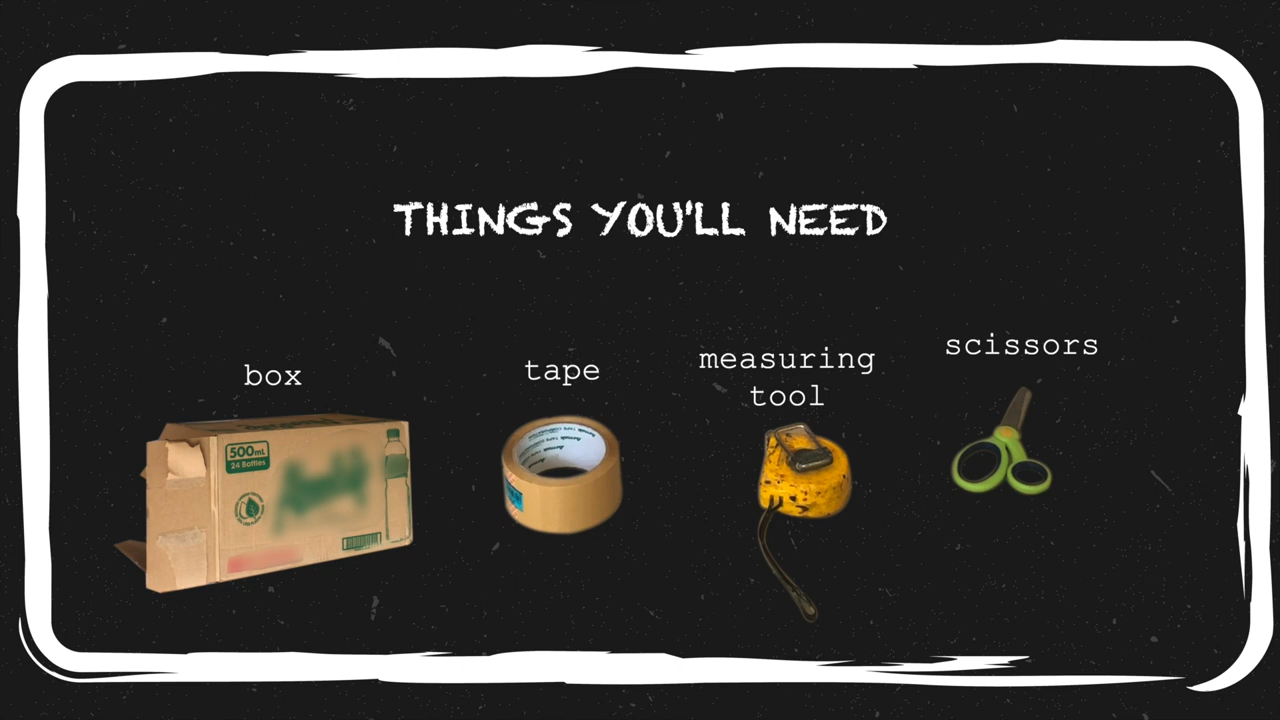 THINGS YOU'LL NEED
box
tape
measuring
tool
scissors
500mL
24 Bottles